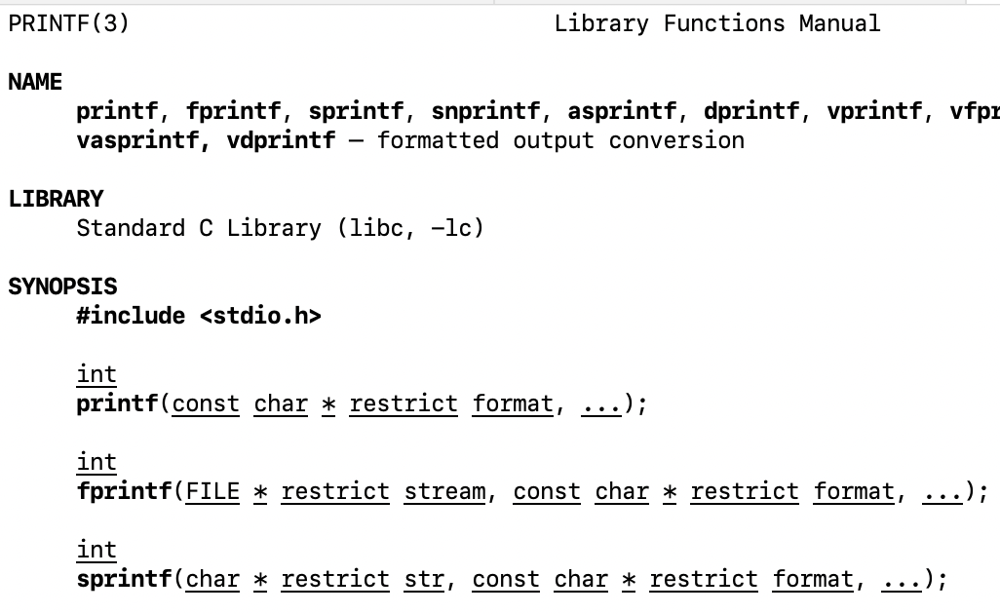 PRINTF(3) Library Functions Manual
NAME
printf, fprintf, sprintf, snprintf, asprintf, dprintf, vprintf,
vasprintf, vdprintf – formatted output conversion
LIBRARY
Standard C Library (libc, –lc)
SYNOPSIS
#include <stdio.h>
int
printf(const char * restrict format, ...);
int
fprintf(FILE * restrict stream, const char * restrict format, ...);
int
sprintf(char * restrict str, const char * restrict format, ...);